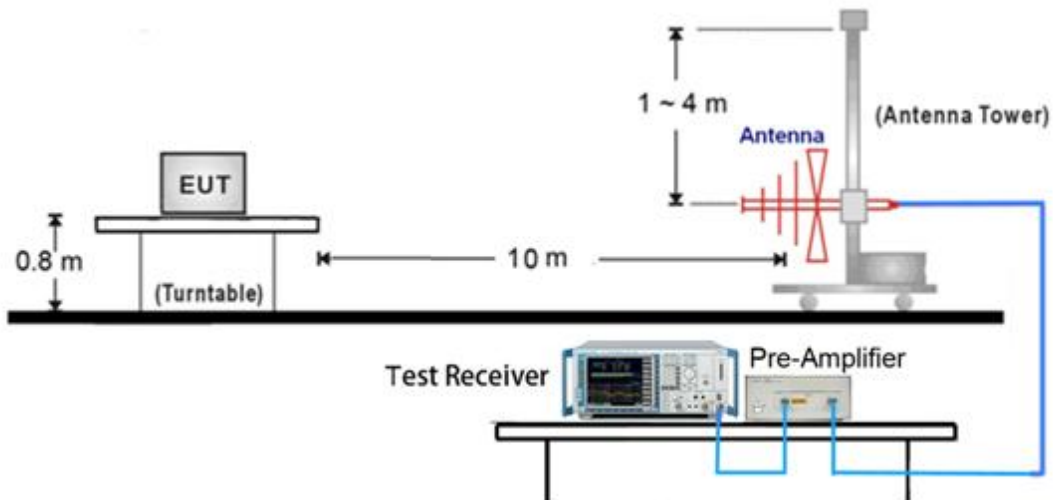 1 ~ 4 m
(Antenna Tower)
Antenna
EUT
0.8 m
10 m
(Turntable)
Test Receiver
Pre-Amplifier